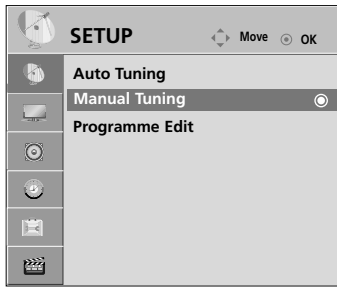 SETUP Move OK
Auto Tuning
Manual Tuning
Programme Edit